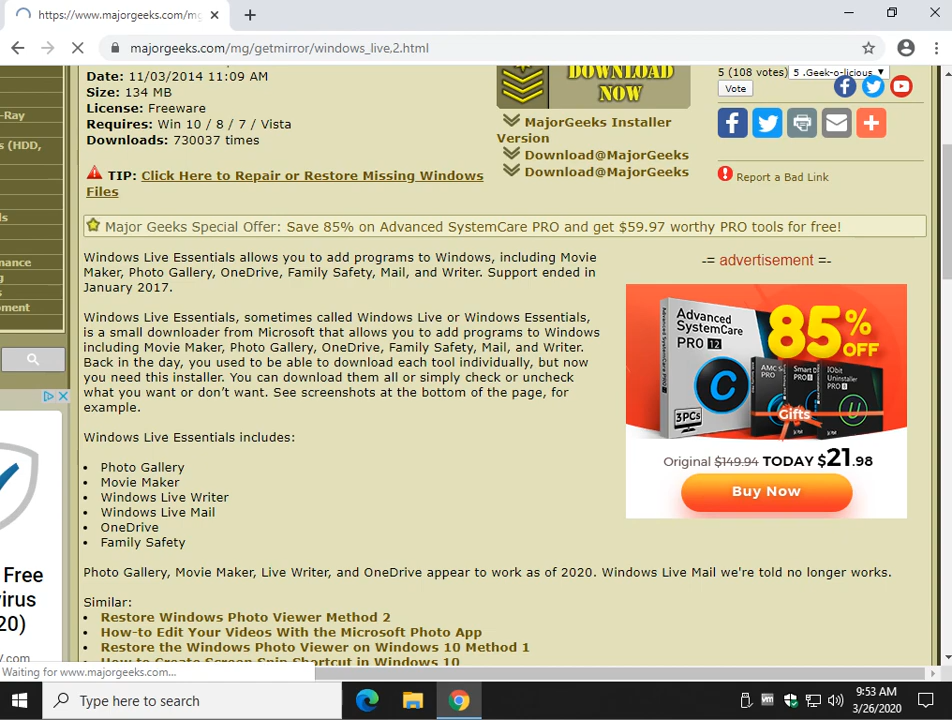 https://www.majorgeeks.com/mg
majorgeeks.com/mg/getmirror/windows_live,2.html
-Ray
s (HDD,
ls
nance
g
s
pment
Date: 11/03/2014 11:09 AM
Size: 134 MB
License: Freeware
Requires: Win 10 / 8 / 7 / Vista
Downloads: 730037 times
TIP: Click Here to Repair or Restore Missing Windows
Files
DOWNLOAD
NOW
MajorGeeks Installer
Version
Download@MajorGeeks
Download@MajorGeeks
5 (108 votes) 5 .Geek-o-licious
Vote
Report a Bad Link
Major Geeks Special Offer: Save 85% on Advanced SystemCare PRO and get $59.97 worthy PRO tools for free!
Windows Live Essentials allows you to add programs to Windows, including Movie
Maker, Photo Gallery, OneDrive, Family Safety, Mail, and Writer. Support ended in
January 2017.
Windows Live Essentials, sometimes called Windows Live or Windows Essentials,
is a small downloader from Microsoft that allows you to add programs to Windows
including Movie Maker, Photo Gallery, OneDrive, Family Safety, Mail, and Writer.
Back in the day, you used to be able to download each tool individually, but now
you need this installer. You can download them all or simply check or uncheck
what you want or don't want. See screenshots at the bottom of the page, for
example.
Windows Live Essentials includes:
• Photo Gallery
• Movie Maker
• Windows Live Writer
• Windows Live Mail
• OneDrive
• Family Safety
Photo Gallery, Movie Maker, Live Writer, and OneDrive appear to work as of 2020. Windows Live Mail we're told no longer works.
Similar:
• Restore Windows Photo Viewer Method 2
• How-to Edit Your Videos With the Microsoft Photo App
• Restore the Windows Photo Viewer on Windows 10 Method 1
• How to Create Screen Snip Shortcut in Windows 10
-= advertisement =-
Advanced
SystemCare
PRO 12
85%
OFF
3PCs
AMC S
PRO
Smart D
PRO
IObit
Uninstaller
PRO
Gifts
Original $149.94 TODAY $21.98
Buy Now
Free
virus
20)
/.com
Waiting for www.majorgeeks.com...
Type here to search
9:53 AM
3/26/2020